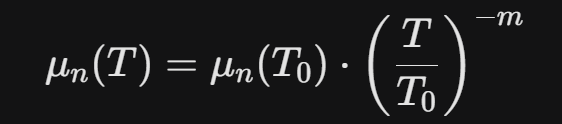 μₙ(T) = μₙ(T₀) · (T/T₀)⁻ᵐ